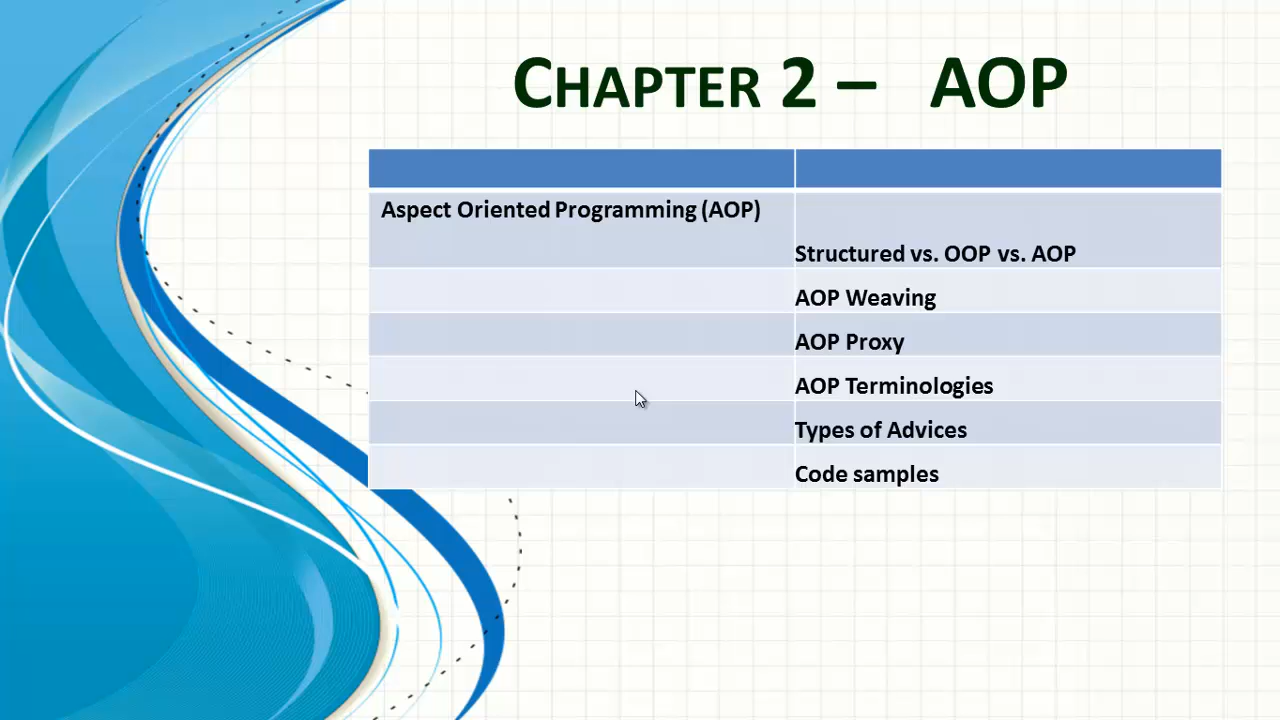 CHAPTER 2 – AOP
Aspect Oriented Programming (AOP)
Structured vs. OOP vs. AOP
AOP Weaving
AOP Proxy
AOP Terminologies
Types of Advices
Code samples